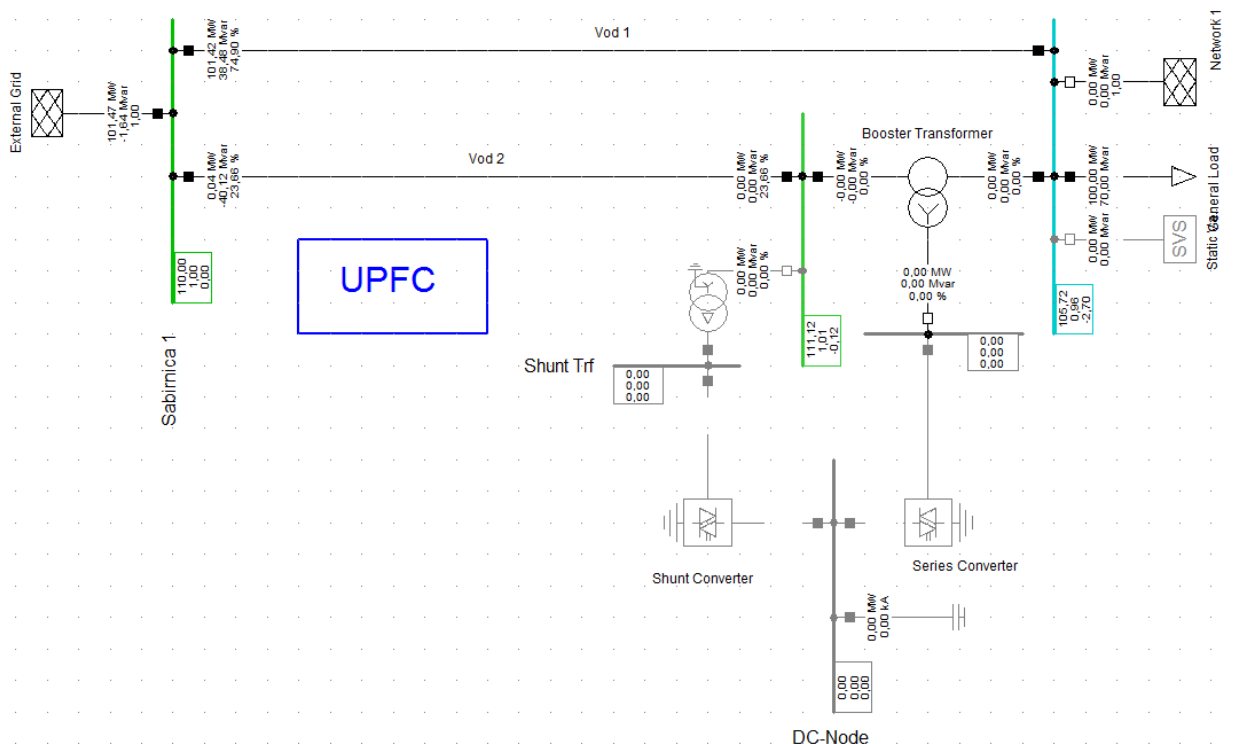 Network 1
Vod 1
101,42 MW
38,48 Mvar
74,90 %
0,00 MW
0,00 Mvar
1,00
External Grid
101,47 MW
-1,64 Mvar
1,00
Booster Transformer
Vod 2
0,04 MW
-40,12 Mvar
23,66 %
0,00 MW
0,00 Mvar
23,66 %
-0,00 MW
-0,00 Mvar
0,00 %
0,00 MW
0,00 Mvar
0,00 %
100,00 MW
70,00 Mvar
General Load
0,00 MW
0,00 Mvar
SVS
UPFC
110,00
1,00
0,00
0,00 MW
0,00 Mvar
0,00 %
0,00 MW
0,00 Mvar
0,00 %
105,72
0,96
-2,70
111,12
1,01
-0,12
Sabirnica 1
Shunt Trf
0,00
0,00
0,00
0,00
0,00
0,00
Shunt Converter
Series Converter
0,00 MW
0,00 kA
0,00
0,00
0,00
DC-Node